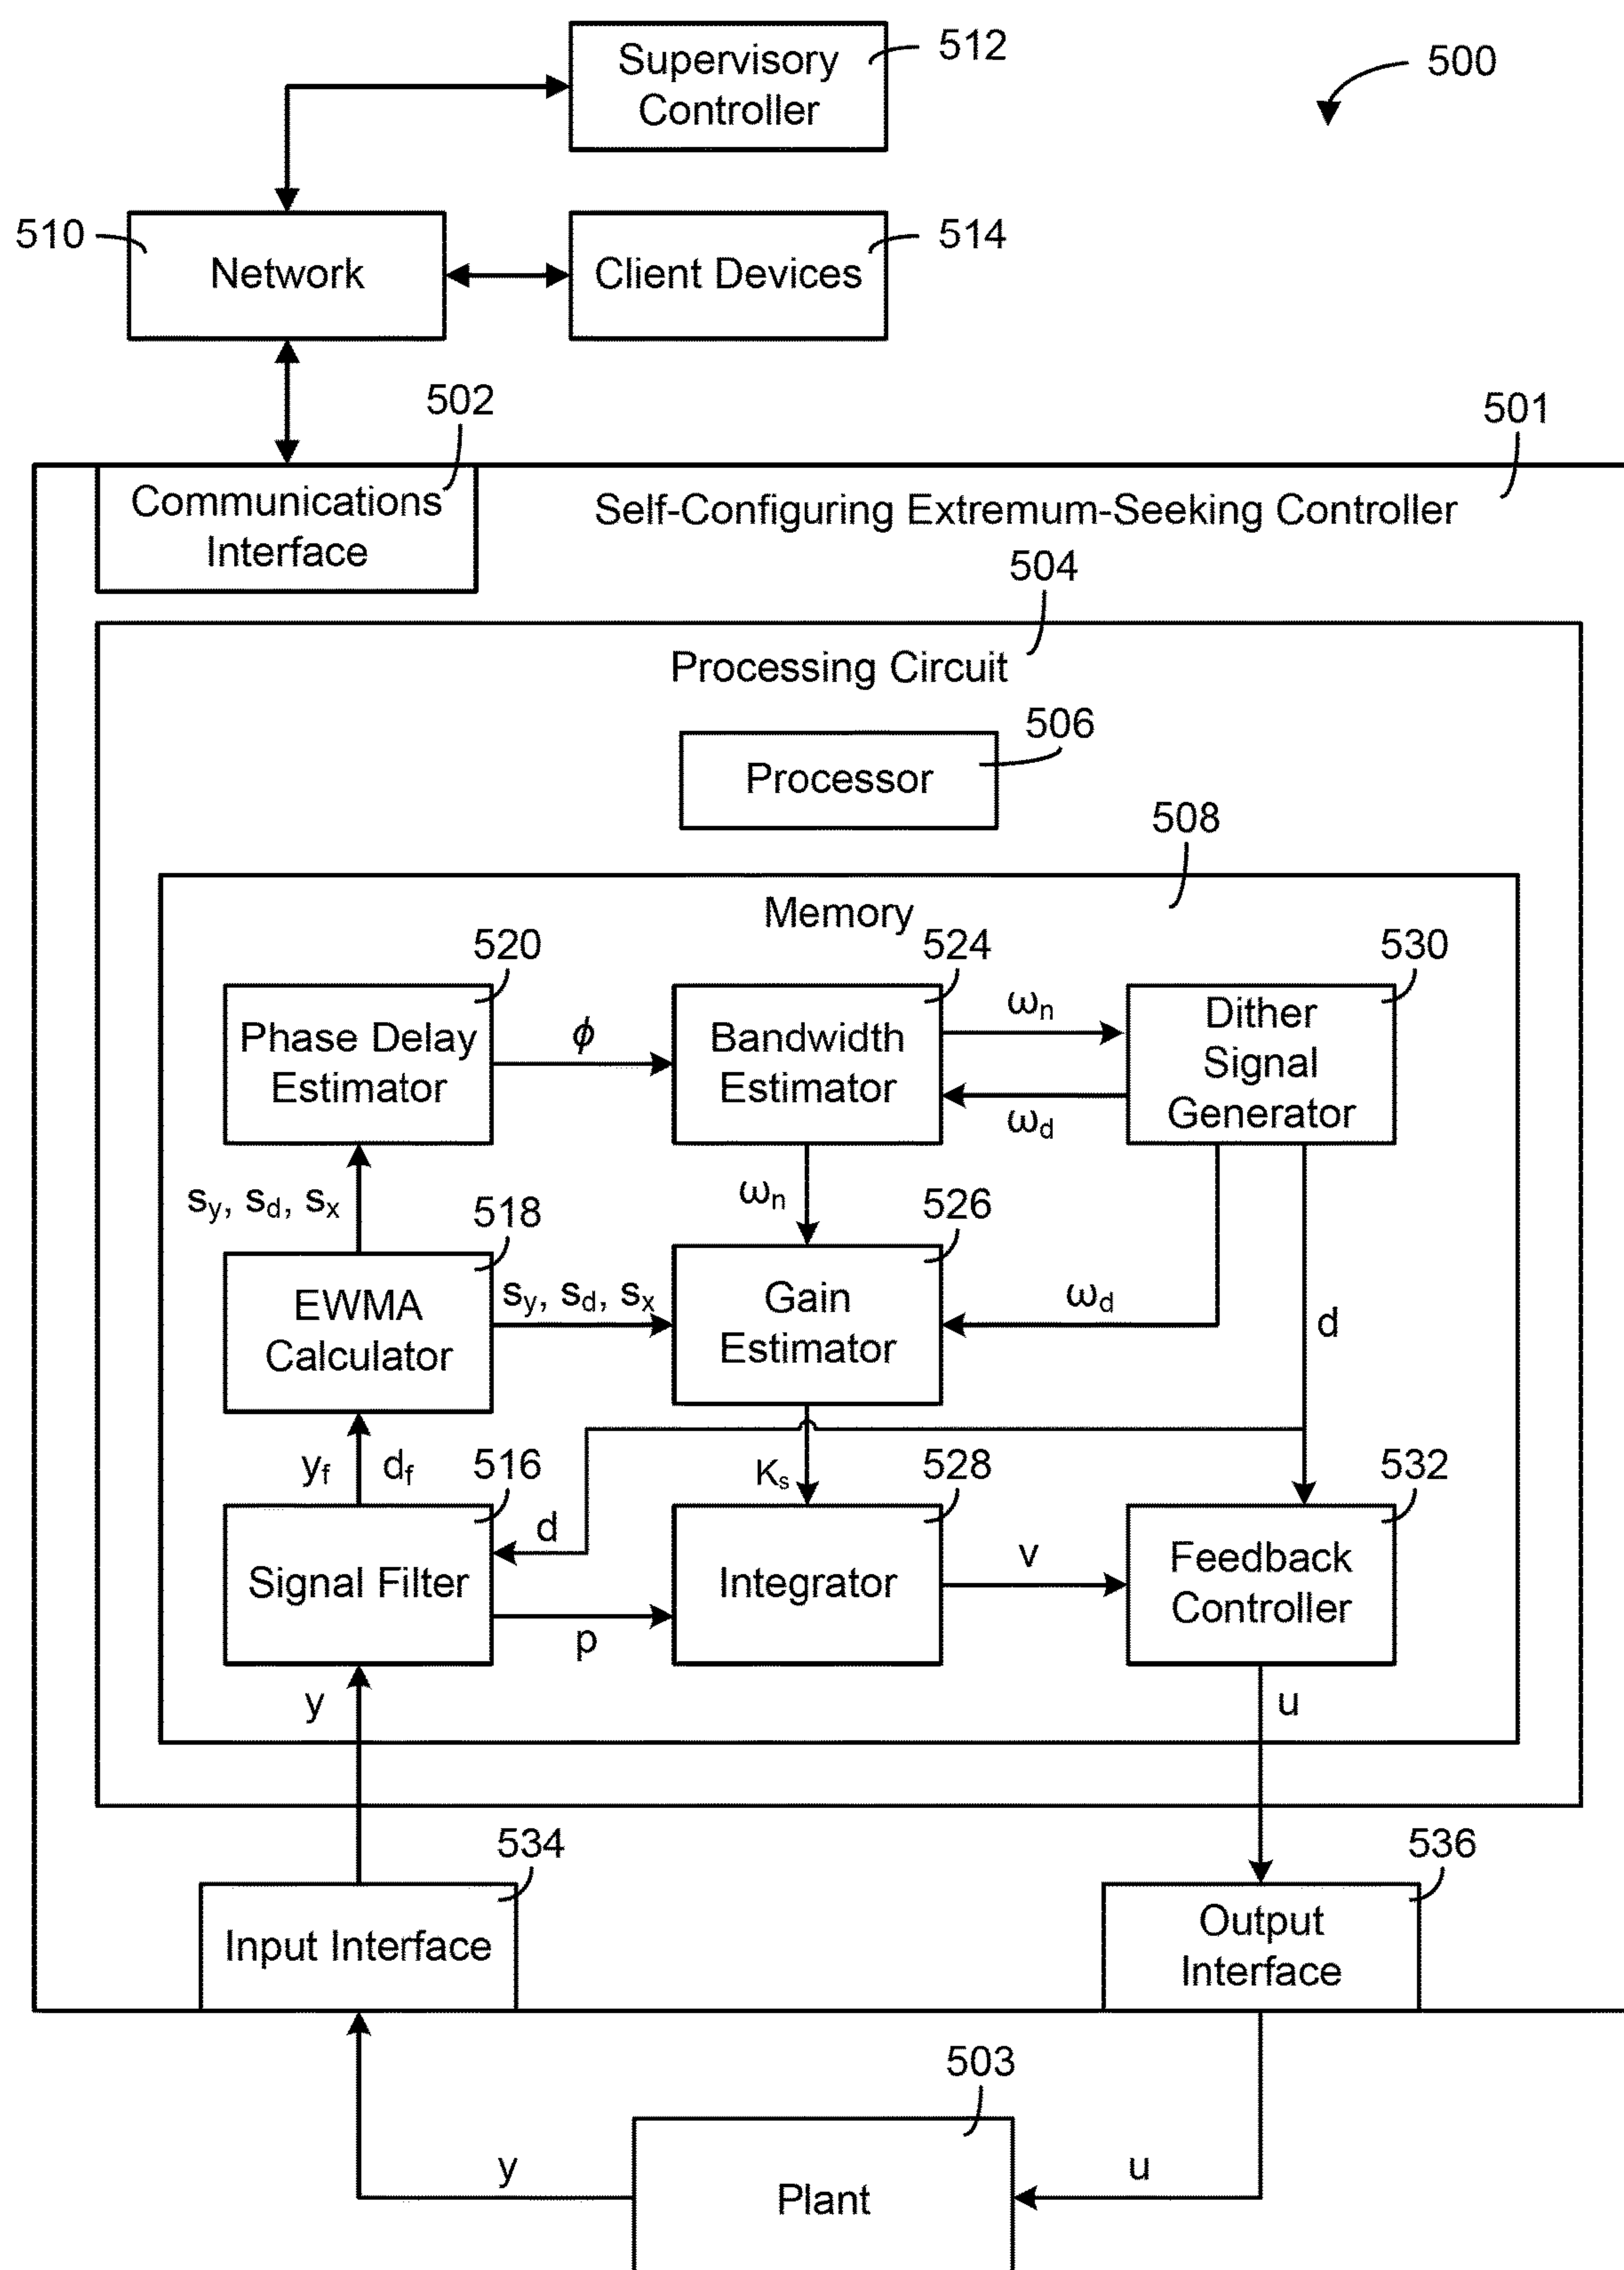 Supervisory
Controller
512
500
510
Network
Client Devices
514
502
501
Communications
Interface
Self-Configuring Extremum-Seeking Controller
504
Processing Circuit
506
Processor
508
Memory
520
524
530
Phase Delay
Estimator
ϕ
Bandwidth
Estimator
ωn
ωd
Dither
Signal
Generator
sy, sd, sx
518
ωn
526
EWMA
Calculator
sy, sd, sx
Gain
Estimator
ωd
d
yf
df
516
Ks
528
532
Signal Filter
d
p
Integrator
v
Feedback
Controller
y
u
534
536
Input Interface
Output
Interface
503
y
Plant
u